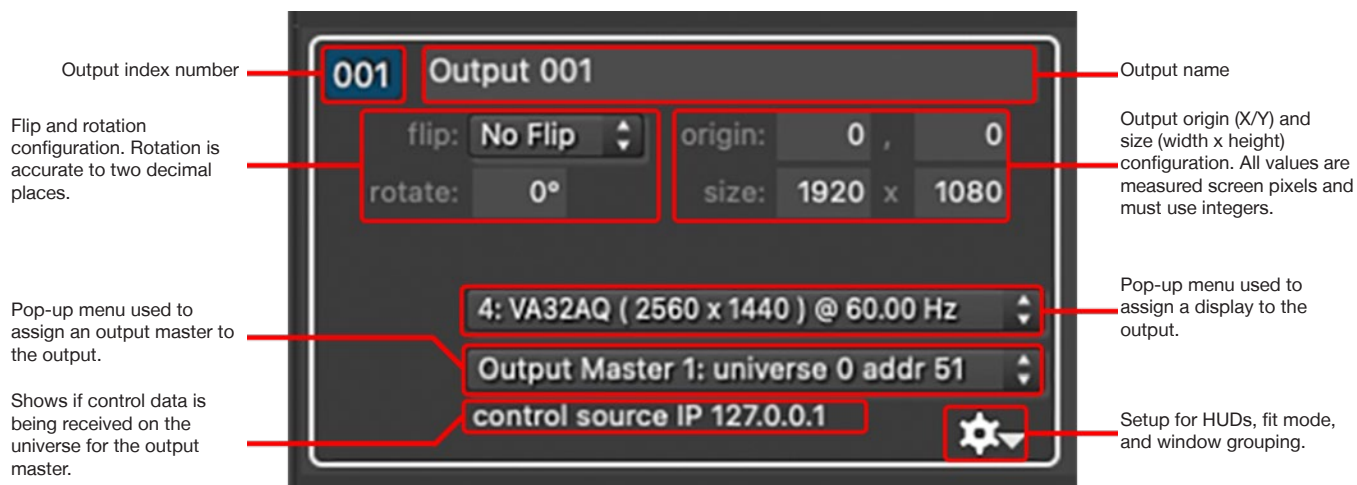 Output index number
001
Output 001
Output name
Flip and rotation
configuration. Rotation is
accurate to two decimal
places.
flip: No Flip
rotate: 0°
origin: 0 , 0
size: 1920 x 1080
Output origin (X/Y) and
size (width x height)
configuration. All values are
measured screen pixels and
must use integers.
Pop-up menu used to
assign an output master to
the output.
4: VA32AQ ( 2560 x 1440 ) @ 60.00 Hz
Pop-up menu used to
assign a display to the
output.
Output Master 1: universe 0 addr 51
Shows if control data is
being received on the
universe for the output
master.
control source IP 127.0.0.1
Setup for HUDs, fit mode,
and window grouping.